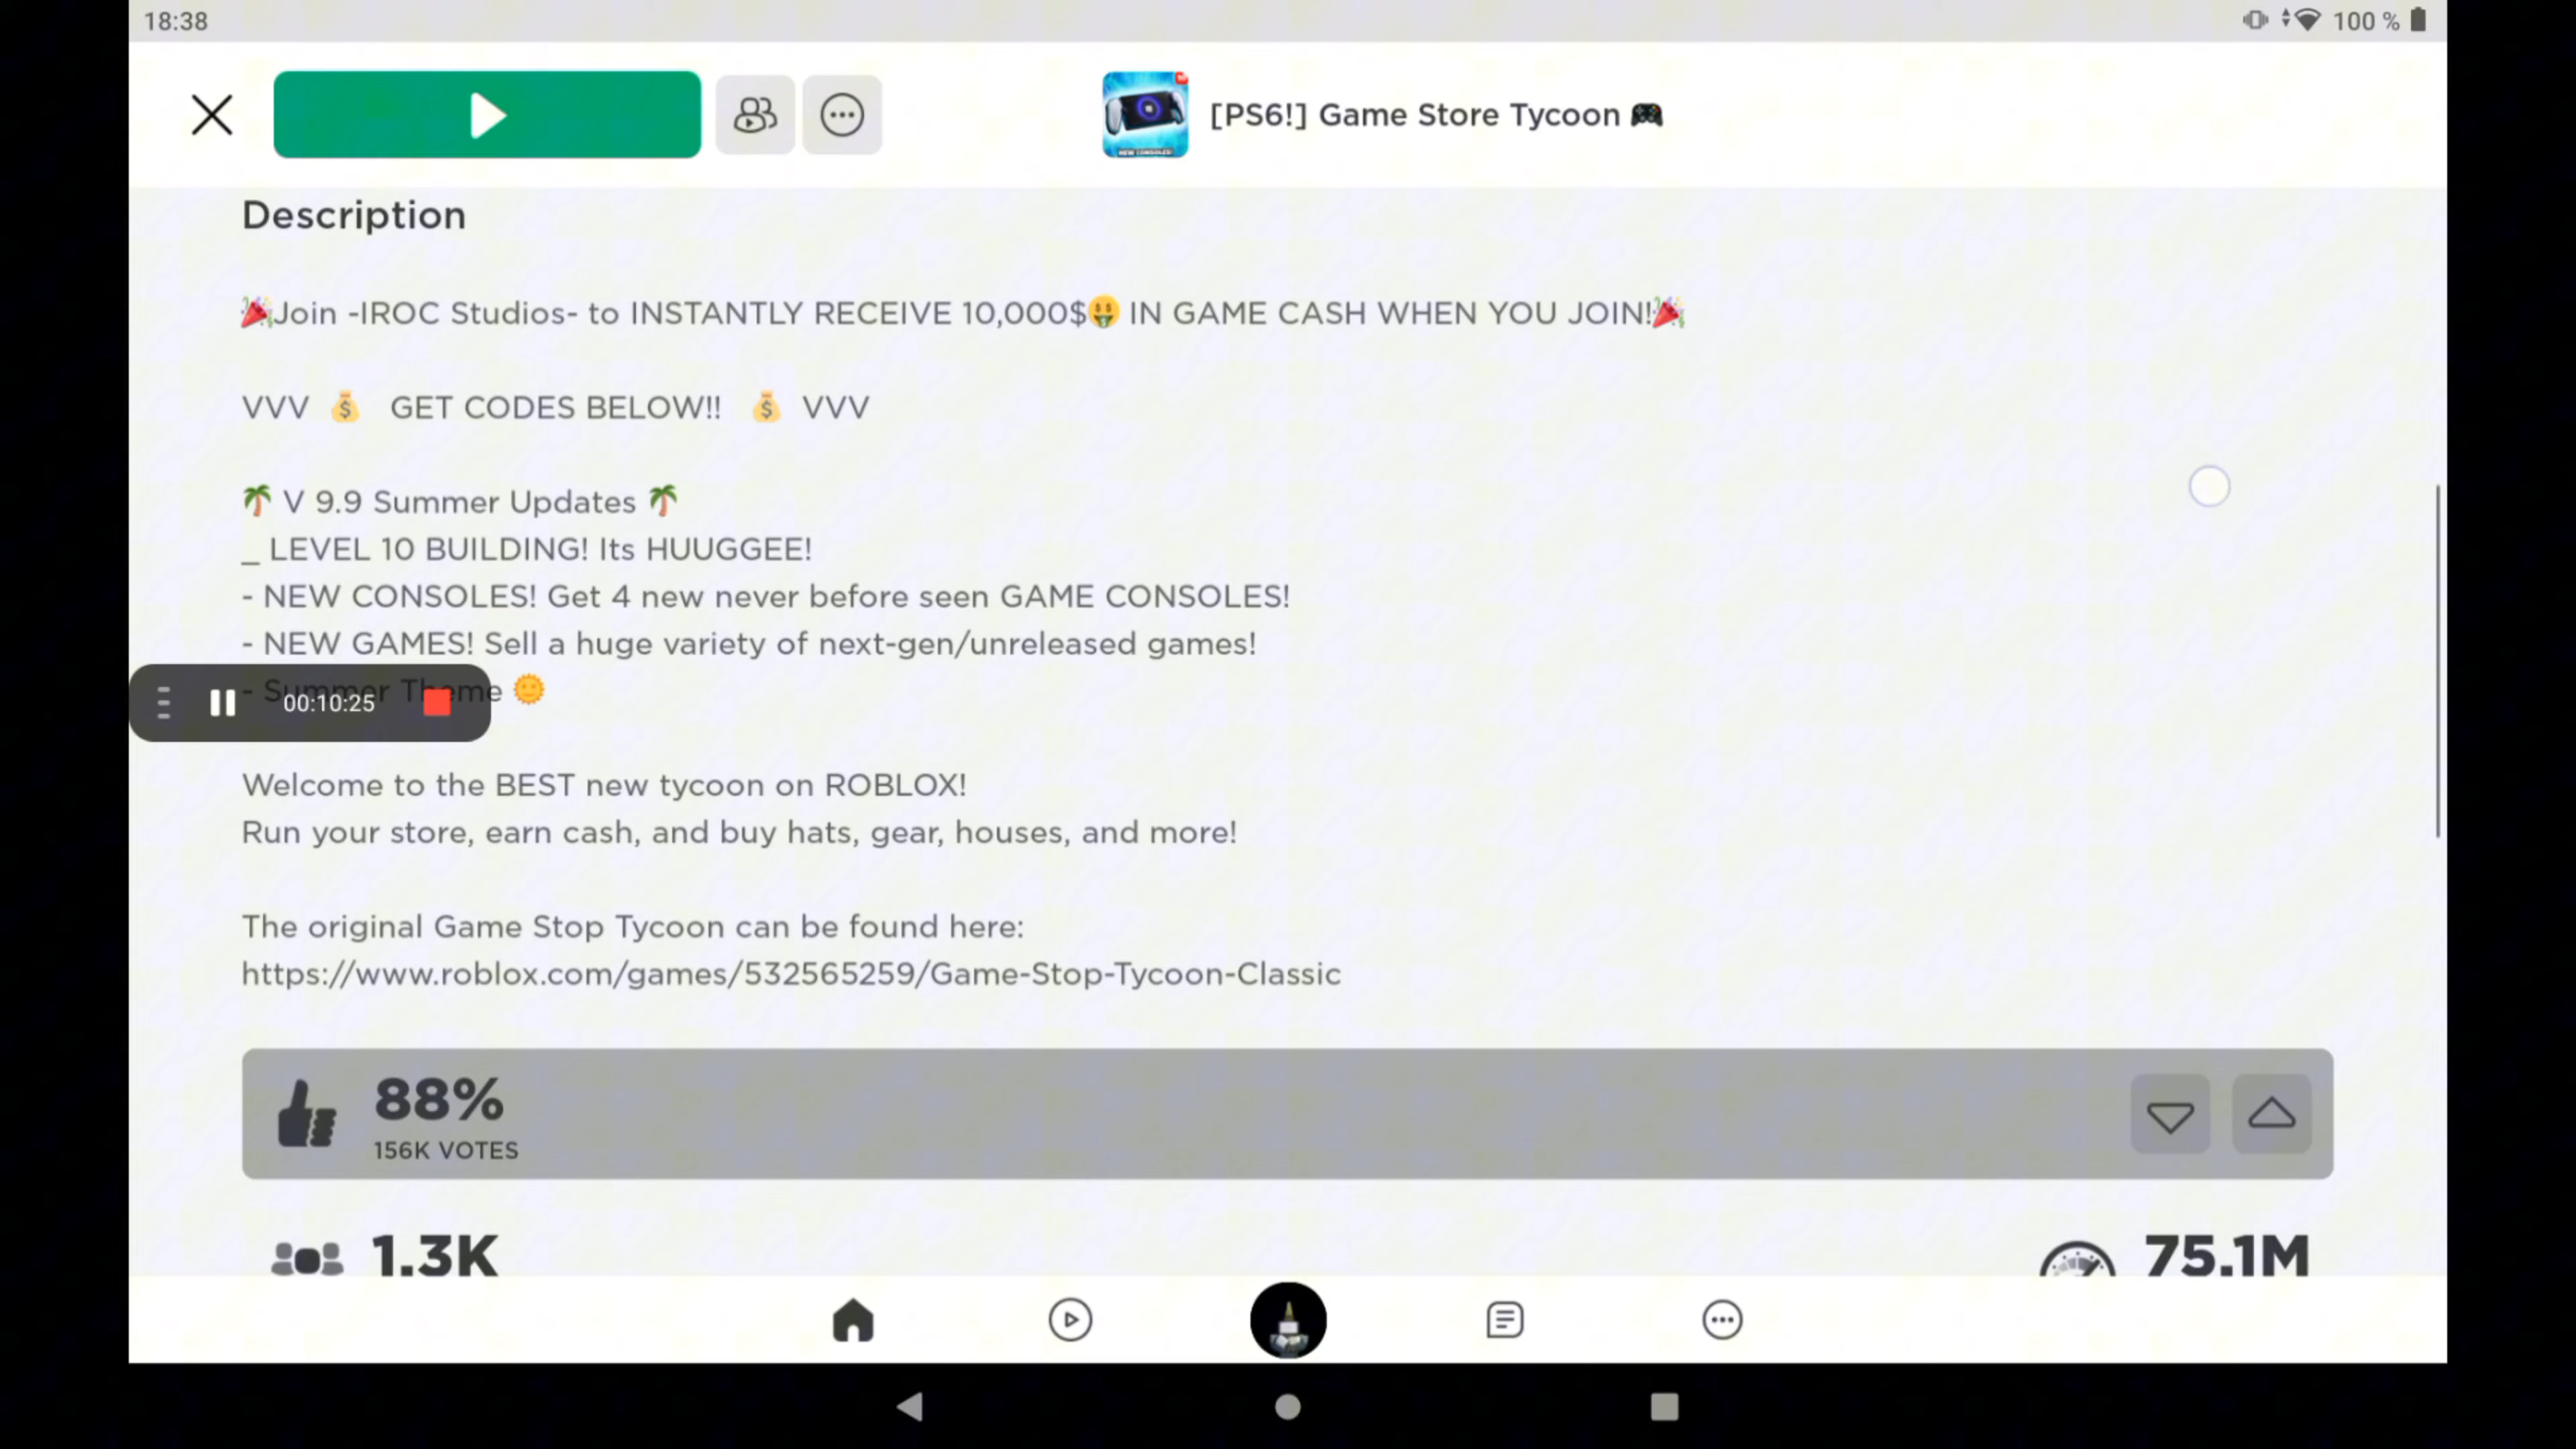 18:38
100 %
[PS6!] Game Store Tycoon 🎮
NEW CONSOLES!
Description
🎉Join -IROC Studios- to INSTANTLY RECEIVE 10,000$🤑 IN GAME CASH WHEN YOU JOIN!🎉
VVV 💰 GET CODES BELOW!! 💰 VVV
🌴 V 9.9 Summer Updates 🌴
_ LEVEL 10 BUILDING! Its HUUGGEE!
- NEW CONSOLES! Get 4 new never before seen GAME CONSOLES!
- NEW GAMES! Sell a huge variety of next-gen/unreleased games!
- Summer Theme 🌞
00:10:25
Welcome to the BEST new tycoon on ROBLOX!
Run your store, earn cash, and buy hats, gear, houses, and more!
The original Game Stop Tycoon can be found here:
https://www.roblox.com/games/532565259/Game-Stop-Tycoon-Classic
88%
156K VOTES
1.3K
75.1M